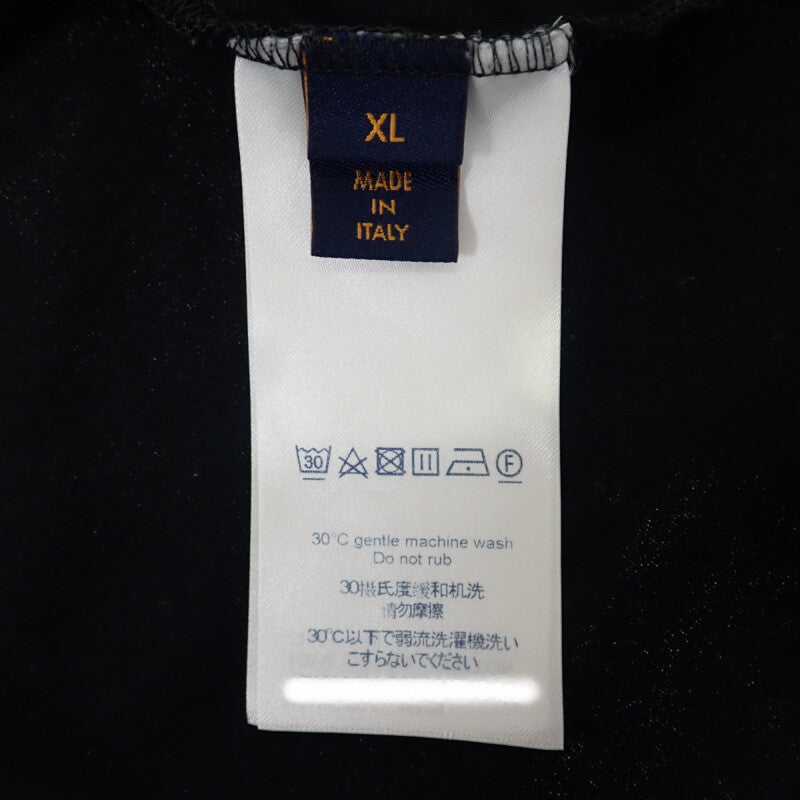 XL
MADE
IN
ITALY
30 F
30°C gentle machine wash
Do not rub
30摄氏度缓和机洗
请勿摩擦
30°C以下で弱流洗濯機洗い
こすらないでください